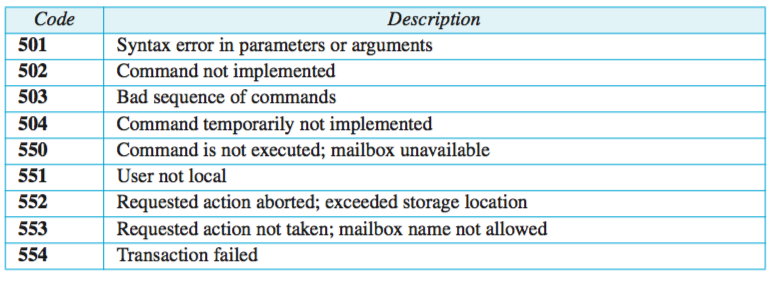 Code Description
501 Syntax error in parameters or arguments
502 Command not implemented
503 Bad sequence of commands
504 Command temporarily not implemented
550 Command is not executed; mailbox unavailable
551 User not local
552 Requested action aborted; exceeded storage location
553 Requested action not taken; mailbox name not allowed
554 Transaction failed